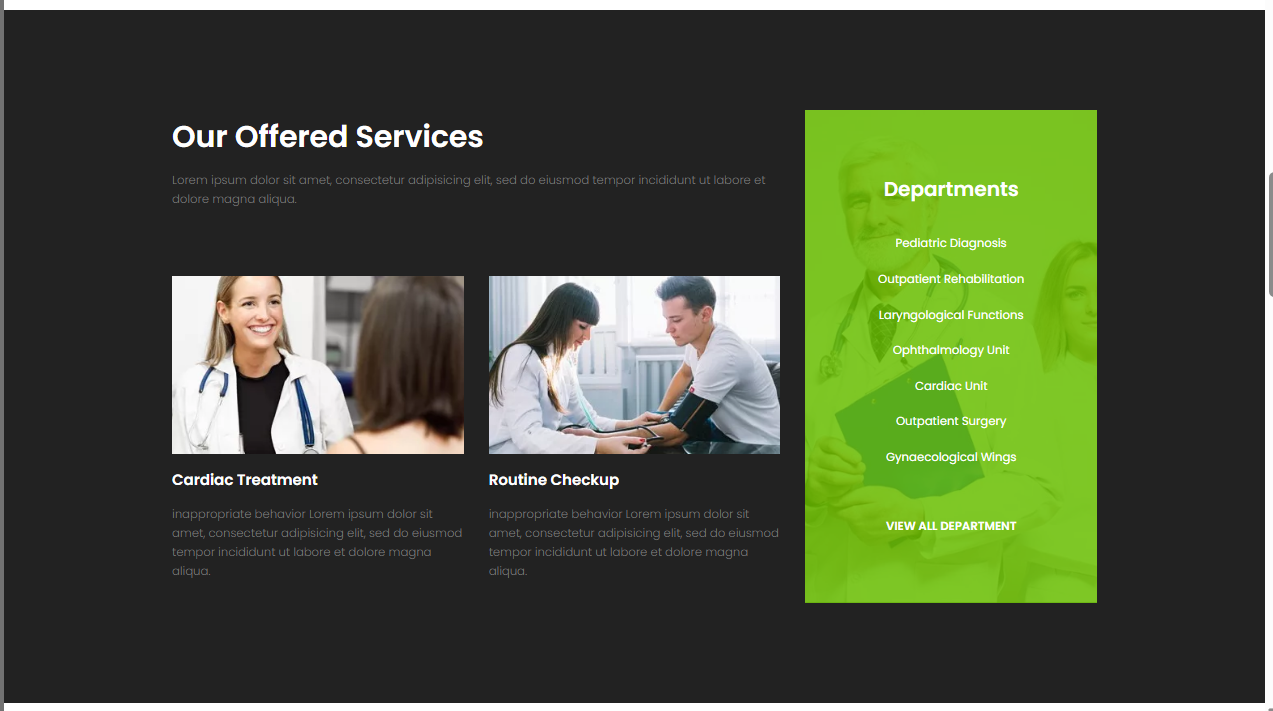 Our Offered Services
Lorem ipsum dolor sit amet, consectetur adipisicing elit, sed do eiusmod tempor incididunt ut labore et
dolore magna aliqua.
Cardiac Treatment
inappropriate behavior Lorem ipsum dolor sit
amet, consectetur adipisicing elit, sed do eiusmod
tempor incididunt ut labore et dolore magna
aliqua.
Routine Checkup
inappropriate behavior Lorem ipsum dolor sit
amet, consectetur adipisicing elit, sed do eiusmod
tempor incididunt ut labore et dolore magna
aliqua.
Departments
Pediatric Diagnosis
Outpatient Rehabilitation
Laryngological Functions
Ophthalmology Unit
Cardiac Unit
Outpatient Surgery
Gynaecological Wings
VIEW ALL DEPARTMENT